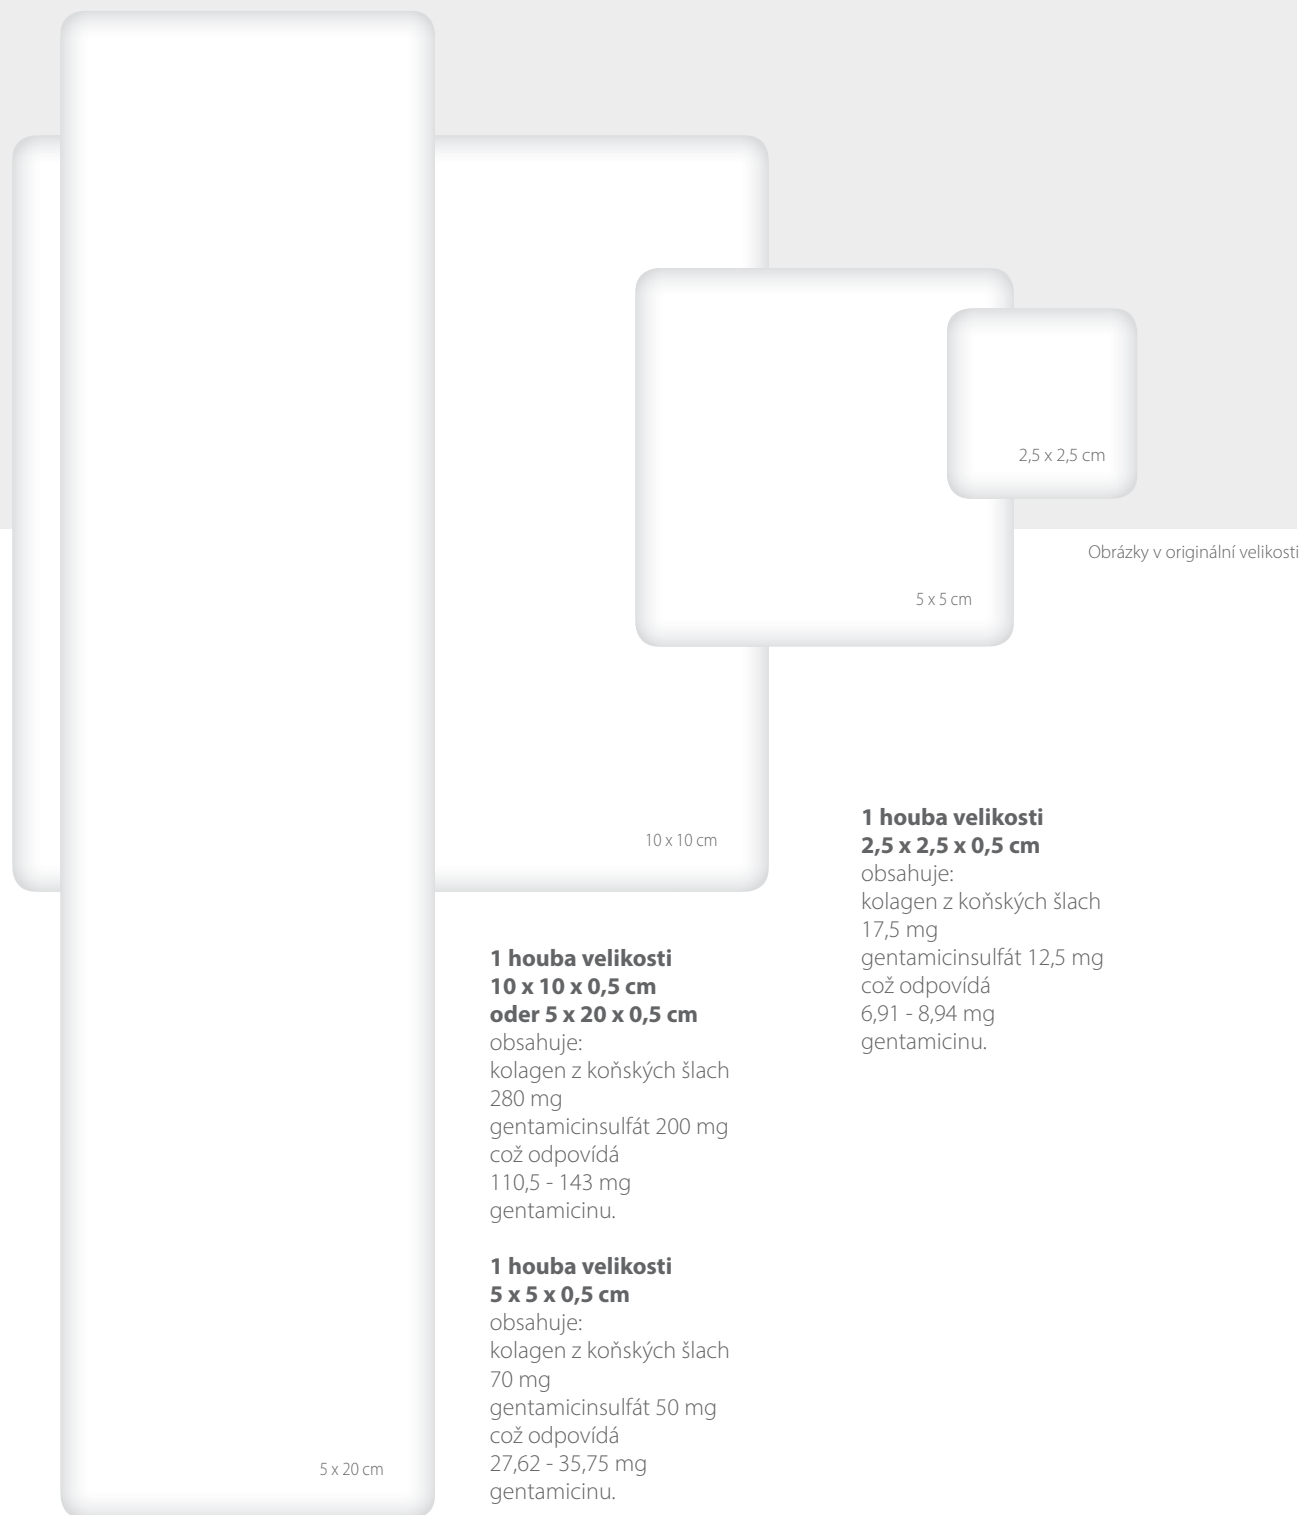 2,5 x 2,5 cm
Obrázky v originální velikosti
5 x 5 cm
10 x 10 cm
5 x 20 cm
1 houba velikosti
10 x 10 x 0,5 cm
oder 5 x 20 x 0,5 cm
obsahuje:
kolagen z koňských šlach
280 mg
gentamicinsulfát 200 mg
což odpovídá
110,5 - 143 mg
gentamicinu.
1 houba velikosti
5 x 5 x 0,5 cm
obsahuje:
kolagen z koňských šlach
70 mg
gentamicinsulfát 50 mg
což odpovídá
27,62 - 35,75 mg
gentamicinu.
1 houba velikosti
2,5 x 2,5 x 0,5 cm
obsahuje:
kolagen z koňských šlach
17,5 mg
gentamicinsulfát 12,5 mg
což odpovídá
6,91 - 8,94 mg
gentamicinu.